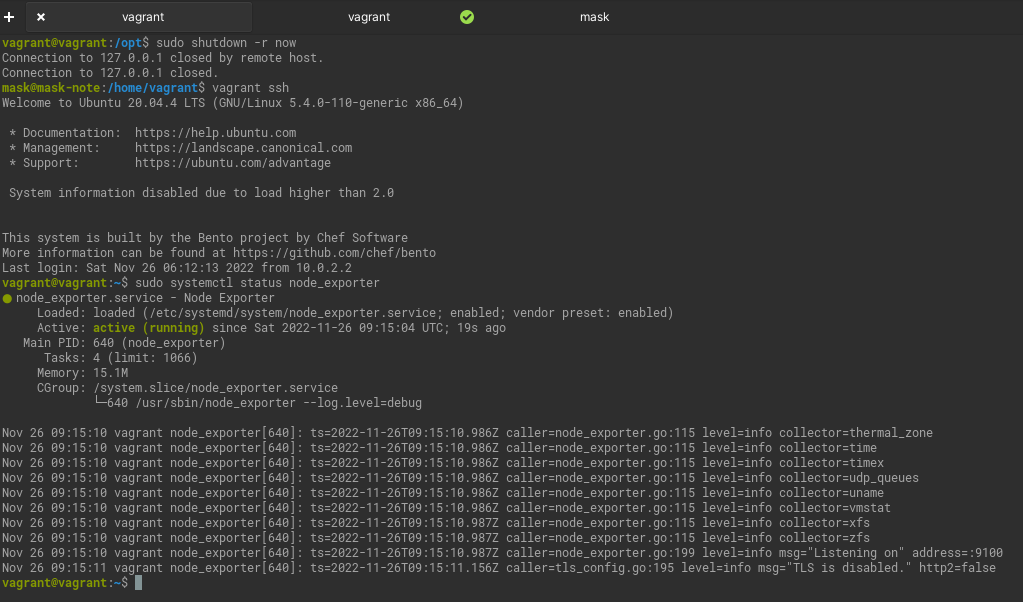 + × vagrant vagrant mask
vagrant@vagrant:/opt$ sudo shutdown -r now
Connection to 127.0.0.1 closed by remote host.
Connection to 127.0.0.1 closed.
mask@mask-note:/home/vagrant$ vagrant ssh
Welcome to Ubuntu 20.04.4 LTS (GNU/Linux 5.4.0-110-generic x86_64)
* Documentation:  https://help.ubuntu.com
* Management:     https://landscape.canonical.com
* Support:        https://ubuntu.com/advantage
System information disabled due to load higher than 2.0
This system is built by the Bento project by Chef Software
More information can be found at https://github.com/chef/bento
Last login: Sat Nov 26 06:12:13 2022 from 10.0.2.2
vagrant@vagrant:~$ sudo systemctl status node_exporter
● node_exporter.service - Node Exporter
Loaded: loaded (/etc/systemd/system/node_exporter.service; enabled; vendor preset: enabled)
Active: active (running) since Sat 2022-11-26 09:15:04 UTC; 19s ago
Main PID: 640 (node_exporter)
Tasks: 4 (limit: 1066)
Memory: 15.1M
CGroup: /system.slice/node_exporter.service
└─640 /usr/sbin/node_exporter --log.level=debug
Nov 26 09:15:10 vagrant node_exporter[640]: ts=2022-11-26T09:15:10.986Z caller=node_exporter.go:115 level=info collector=thermal_zone
Nov 26 09:15:10 vagrant node_exporter[640]: ts=2022-11-26T09:15:10.986Z caller=node_exporter.go:115 level=info collector=time
Nov 26 09:15:10 vagrant node_exporter[640]: ts=2022-11-26T09:15:10.986Z caller=node_exporter.go:115 level=info collector=timex
Nov 26 09:15:10 vagrant node_exporter[640]: ts=2022-11-26T09:15:10.986Z caller=node_exporter.go:115 level=info collector=udp_queues
Nov 26 09:15:10 vagrant node_exporter[640]: ts=2022-11-26T09:15:10.986Z caller=node_exporter.go:115 level=info collector=uname
Nov 26 09:15:10 vagrant node_exporter[640]: ts=2022-11-26T09:15:10.986Z caller=node_exporter.go:115 level=info collector=vmstat
Nov 26 09:15:10 vagrant node_exporter[640]: ts=2022-11-26T09:15:10.987Z caller=node_exporter.go:115 level=info collector=xfs
Nov 26 09:15:10 vagrant node_exporter[640]: ts=2022-11-26T09:15:10.987Z caller=node_exporter.go:115 level=info collector=zfs
Nov 26 09:15:10 vagrant node_exporter[640]: ts=2022-11-26T09:15:10.987Z caller=node_exporter.go:199 level=info msg="Listening on" address=:9100
Nov 26 09:15:11 vagrant node_exporter[640]: ts=2022-11-26T09:15:11.156Z caller=tls_config.go:195 level=info msg="TLS is disabled." http2=false
vagrant@vagrant:~$